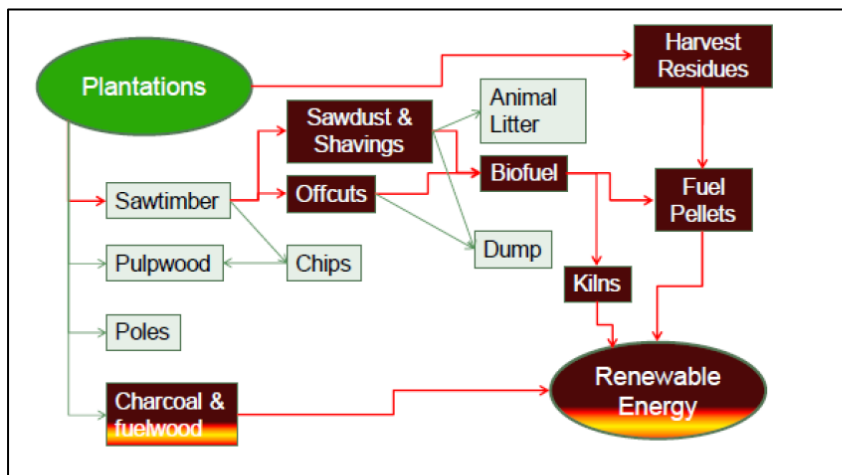 Harvest
Residues
Plantations
Animal
Litter
Sawdust &
Shavings
Biofuel
Fuel
Pellets
Offcuts
Sawtimber
Dump
Pulpwood
Chips
Kilns
Poles
Renewable
Energy
Charcoal &
fuelwood